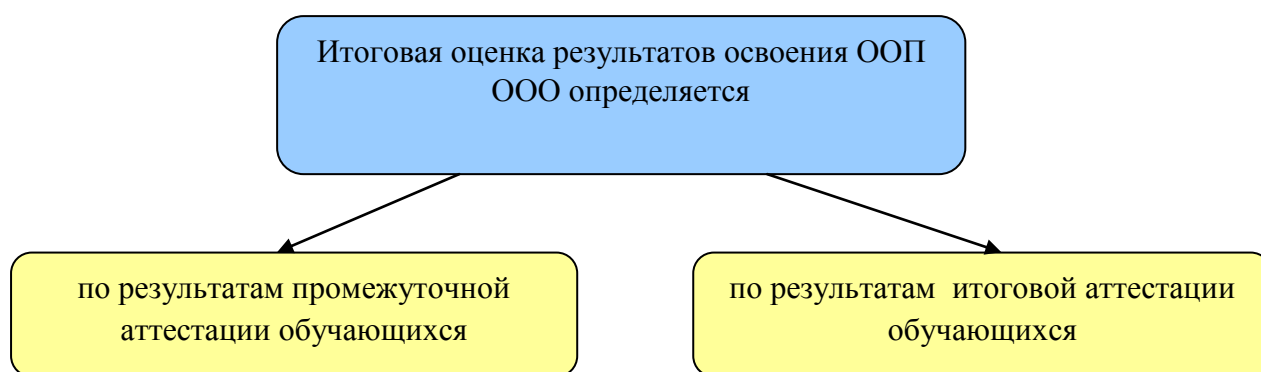 Итоговая оценка результатов освоения ООП
ООО определяется
по результатам промежуточной
аттестации обучающихся
по результатам итоговой аттестации
обучающихся